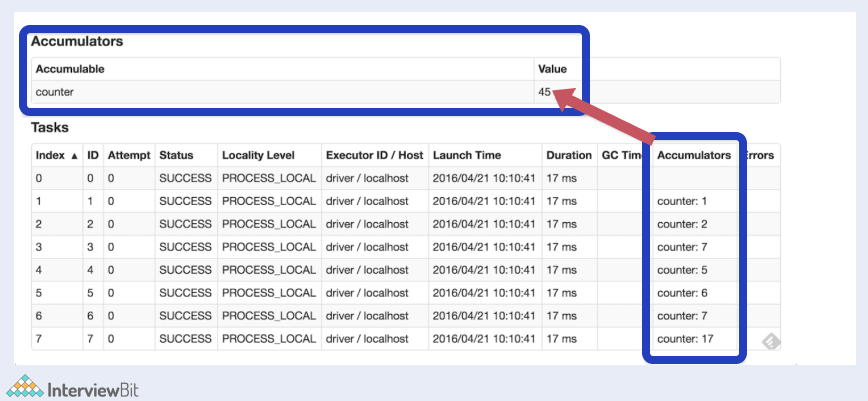 Accumulators
Accumulable Value
counter 45
Tasks
Index ▲ ID Attempt Status Locality Level Executor ID / Host Launch Time Duration GC Time Accumulators Errors
0 0 0 SUCCESS PROCESS_LOCAL driver / localhost 2016/04/21 10:10:41 17 ms
1 1 0 SUCCESS PROCESS_LOCAL driver / localhost 2016/04/21 10:10:41 17 ms counter: 1
2 2 0 SUCCESS PROCESS_LOCAL driver / localhost 2016/04/21 10:10:41 17 ms counter: 2
3 3 0 SUCCESS PROCESS_LOCAL driver / localhost 2016/04/21 10:10:41 17 ms counter: 7
4 4 0 SUCCESS PROCESS_LOCAL driver / localhost 2016/04/21 10:10:41 17 ms counter: 5
5 5 0 SUCCESS PROCESS_LOCAL driver / localhost 2016/04/21 10:10:41 17 ms counter: 6
6 6 0 SUCCESS PROCESS_LOCAL driver / localhost 2016/04/21 10:10:41 17 ms counter: 7
7 7 0 SUCCESS PROCESS_LOCAL driver / localhost 2016/04/21 10:10:41 17 ms counter: 17
InterviewBit